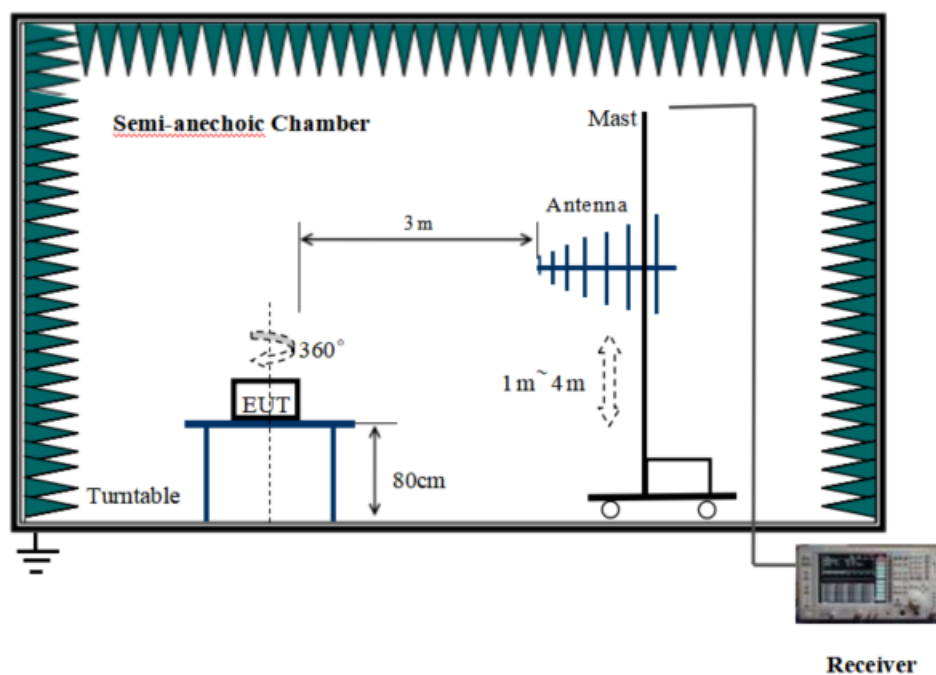 Semi-anechoic Chamber
Mast
Antenna
3 m
360°
1 m ~ 4 m
EUT
80cm
Turntable
Receiver